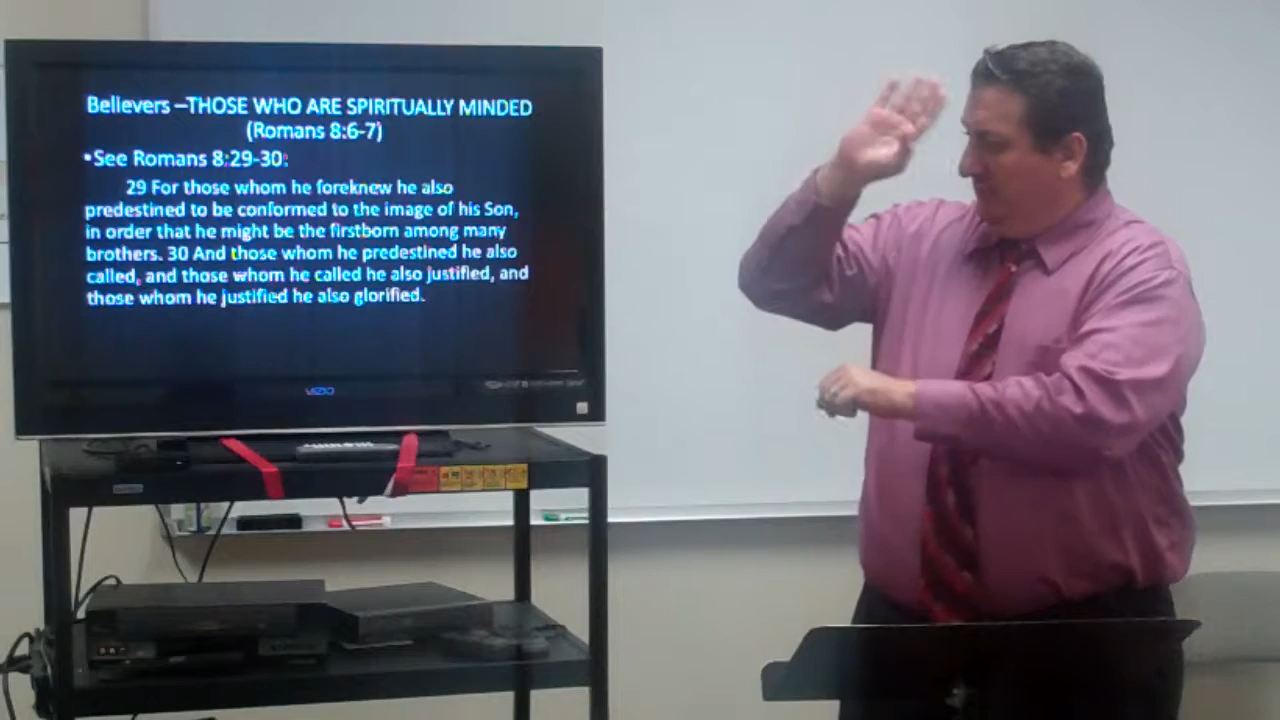 Believers –THOSE WHO ARE SPIRITUALLY MINDED
(Romans 8:6-7)
•See Romans 8:29-30:
29 For those whom he foreknew he also
predestined to be conformed to the image of his Son,
in order that he might be the firstborn among many
brothers. 30 And those whom he predestined he also
called, and those whom he called he also justified, and
those whom he justified he also glorified.
VIZIO